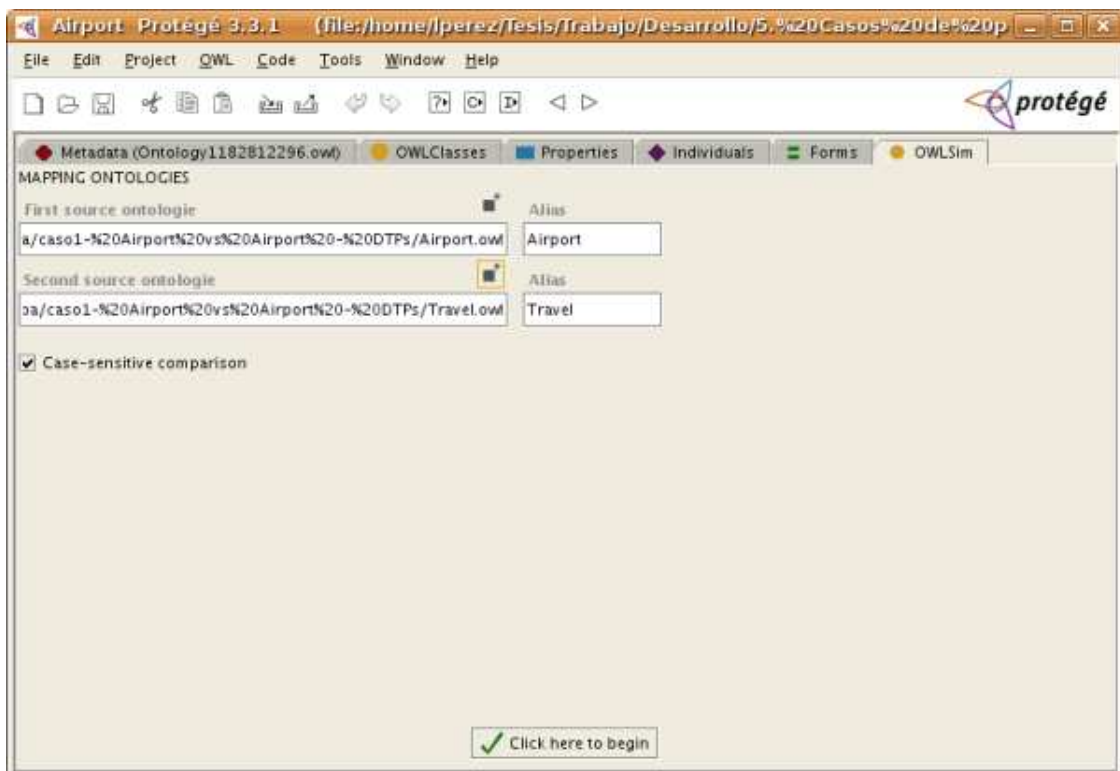 Airport Protégé 3.3.1 (file:/home/lperez/Tesis/Trabajo/Desarrollo/5.%20Casos%20de%20p
File Edit Project OWL Code Tools Window Help
protégé
Metadata (Ontology1182812296.owl) OWLClasses Properties Individuals Forms OWLSim
MAPPING ONTOLOGIES
First source ontologie Alias
a/caso1-%20Airport%20vs%20Airport%20-%20DTPs/Airport.owl Airport
Second source ontologie Alias
ba/caso1-%20Airport%20vs%20Airport%20-%20DTPs/Travel.owl Travel
Case-sensitive comparison
Click here to begin